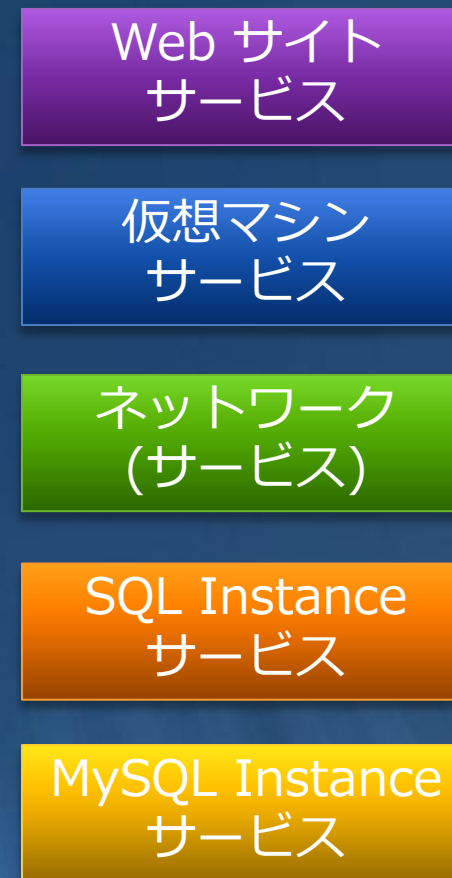 Web サイト
サービス
仮想マシン
サービス
ネットワーク
(サービス)
SQL Instance
サービス
MySQL Instance
サービス